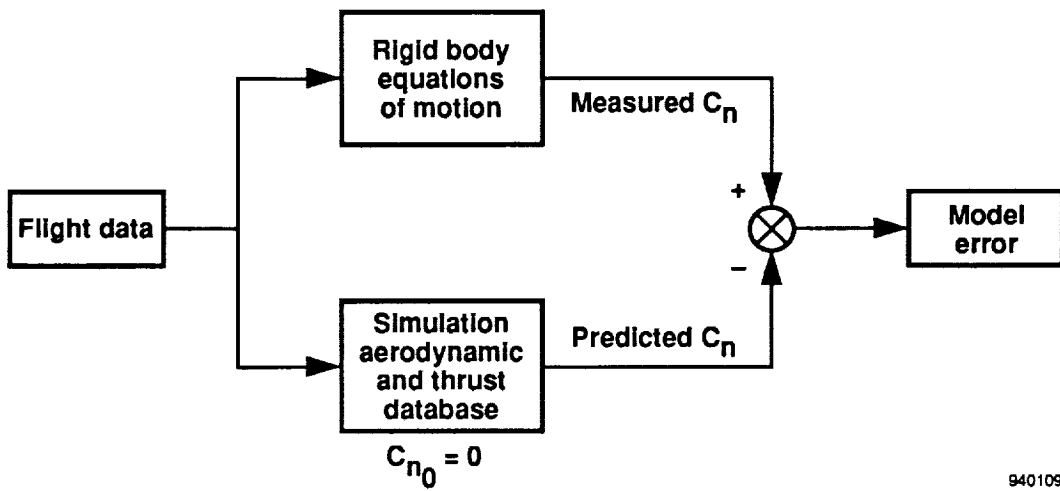 Rigid body
equations
of motion
Measured Cn
+
Flight data
Model
error
–
Simulation
aerodynamic
and thrust
database
Predicted Cn
Cn0 = 0
940109